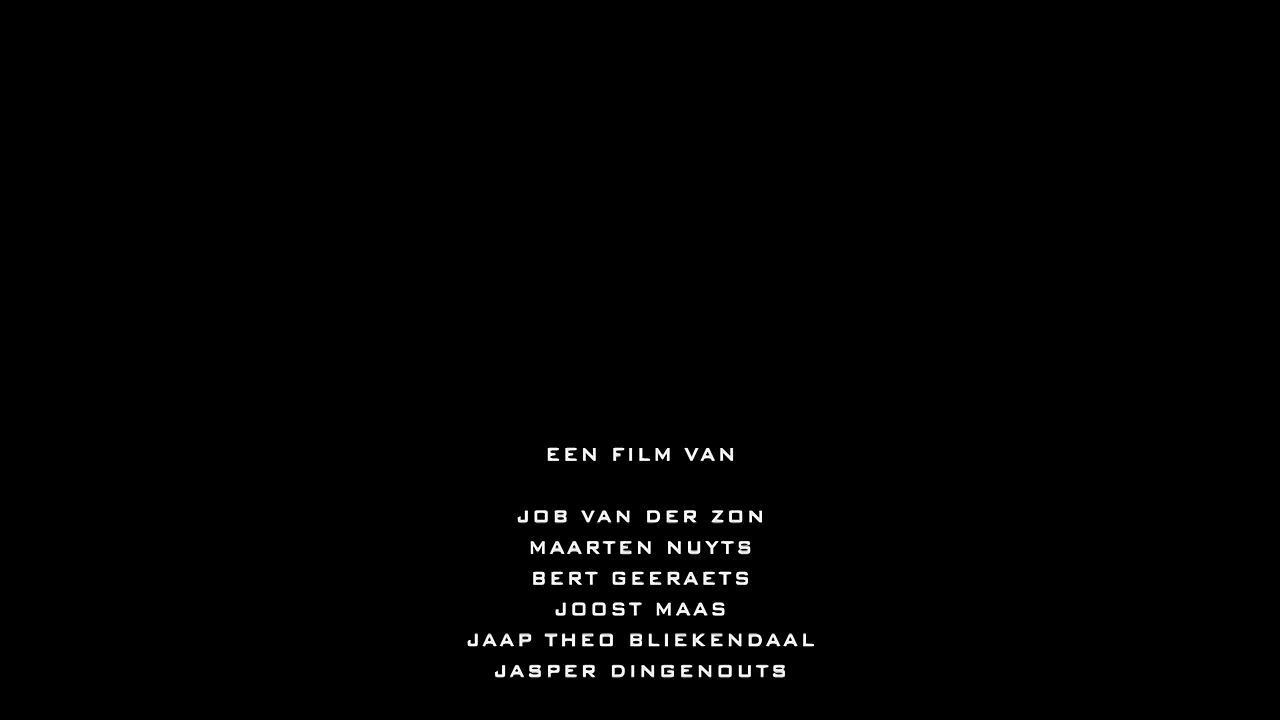 EEN FILM VAN
JOB VAN DER ZON
MAARTEN NUYTS
BERT GEERAETS
JOOST MAAS
JAAP THEO BLIEKENDAAL
JASPER DINGENOUTS